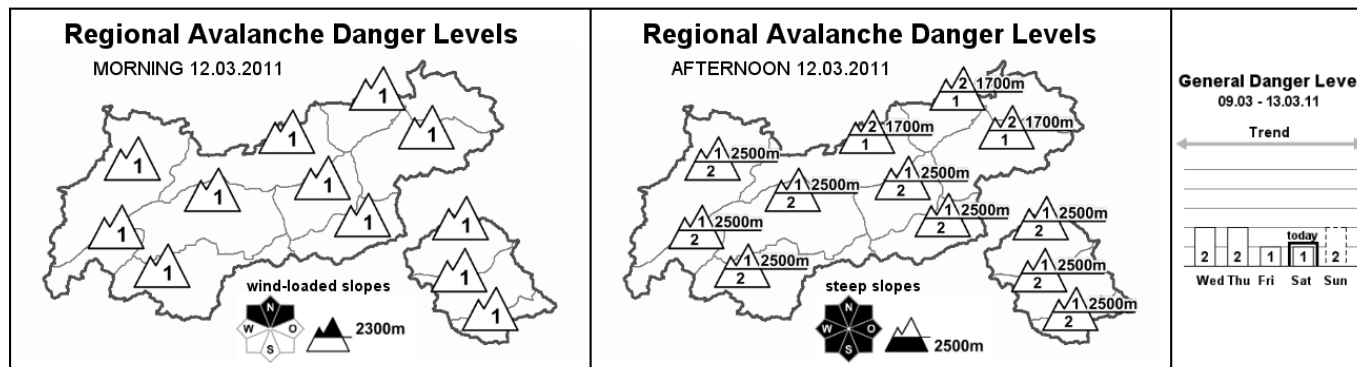 Regional Avalanche Danger Levels
MORNING 12.03.2011
1
1
1
1
1
1
1
1
1
1
1
1
wind-loaded slopes
N
W O
S
2300m
Regional Avalanche Danger Levels
AFTERNOON 12.03.2011
2 1700m
1
2 1700m
1
2 1700m
1
1 2500m
2
1 2500m
2
1 2500m
2
1 2500m
2
1 2500m
2
1 2500m
2
1 2500m
2
1 2500m
2
1 2500m
2
steep slopes
N
W O
S
2500m
General Danger Leve
09.03 - 13.03.11
Trend
today
2 2 1 1 2
Wed Thu Fri Sat Sun